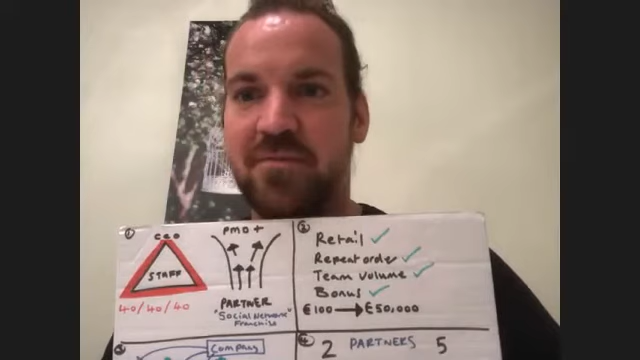 ①
CEO
STAFF
40/40/40
PMO+
PARTNER
"Social Network"
Franchise
②
Retail ✓
Repeat order ✓
Team Volume ✓
Bonus ✓
€100 → €50,000
③
Company
④
2 PARTNERS 5